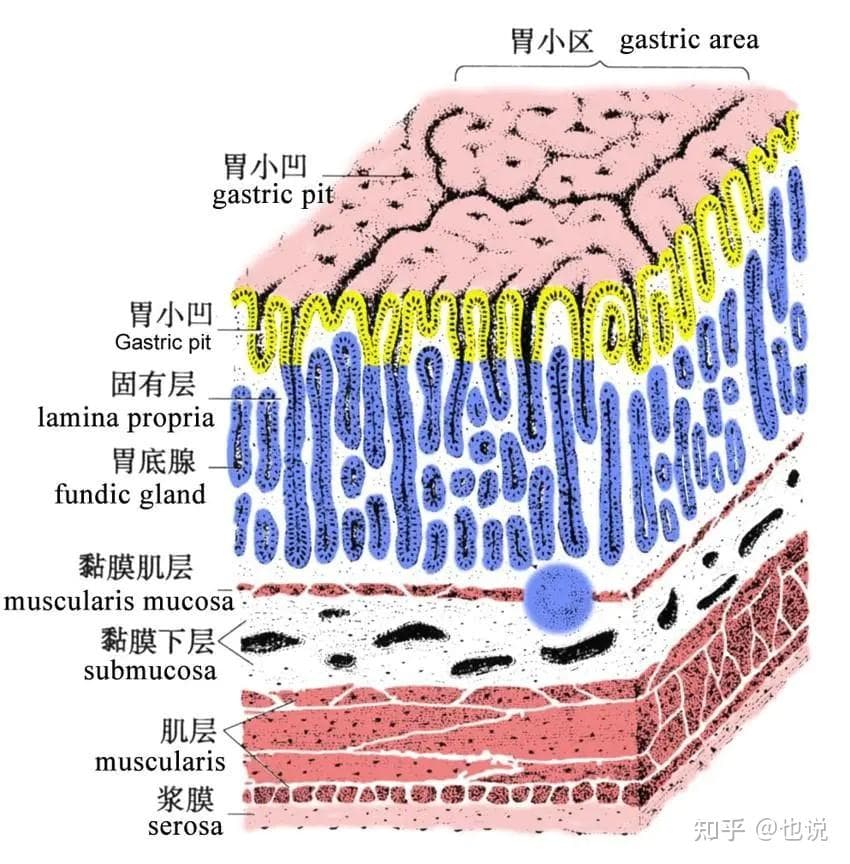 胃小区 gastric area
胃小凹
gastric pit
胃小凹
Gastric pit
固有层
lamina propria
胃底腺
fundic gland
黏膜肌层
muscularis mucosa
黏膜下层
submucosa
肌层
muscularis
浆膜
serosa
知乎 @也说